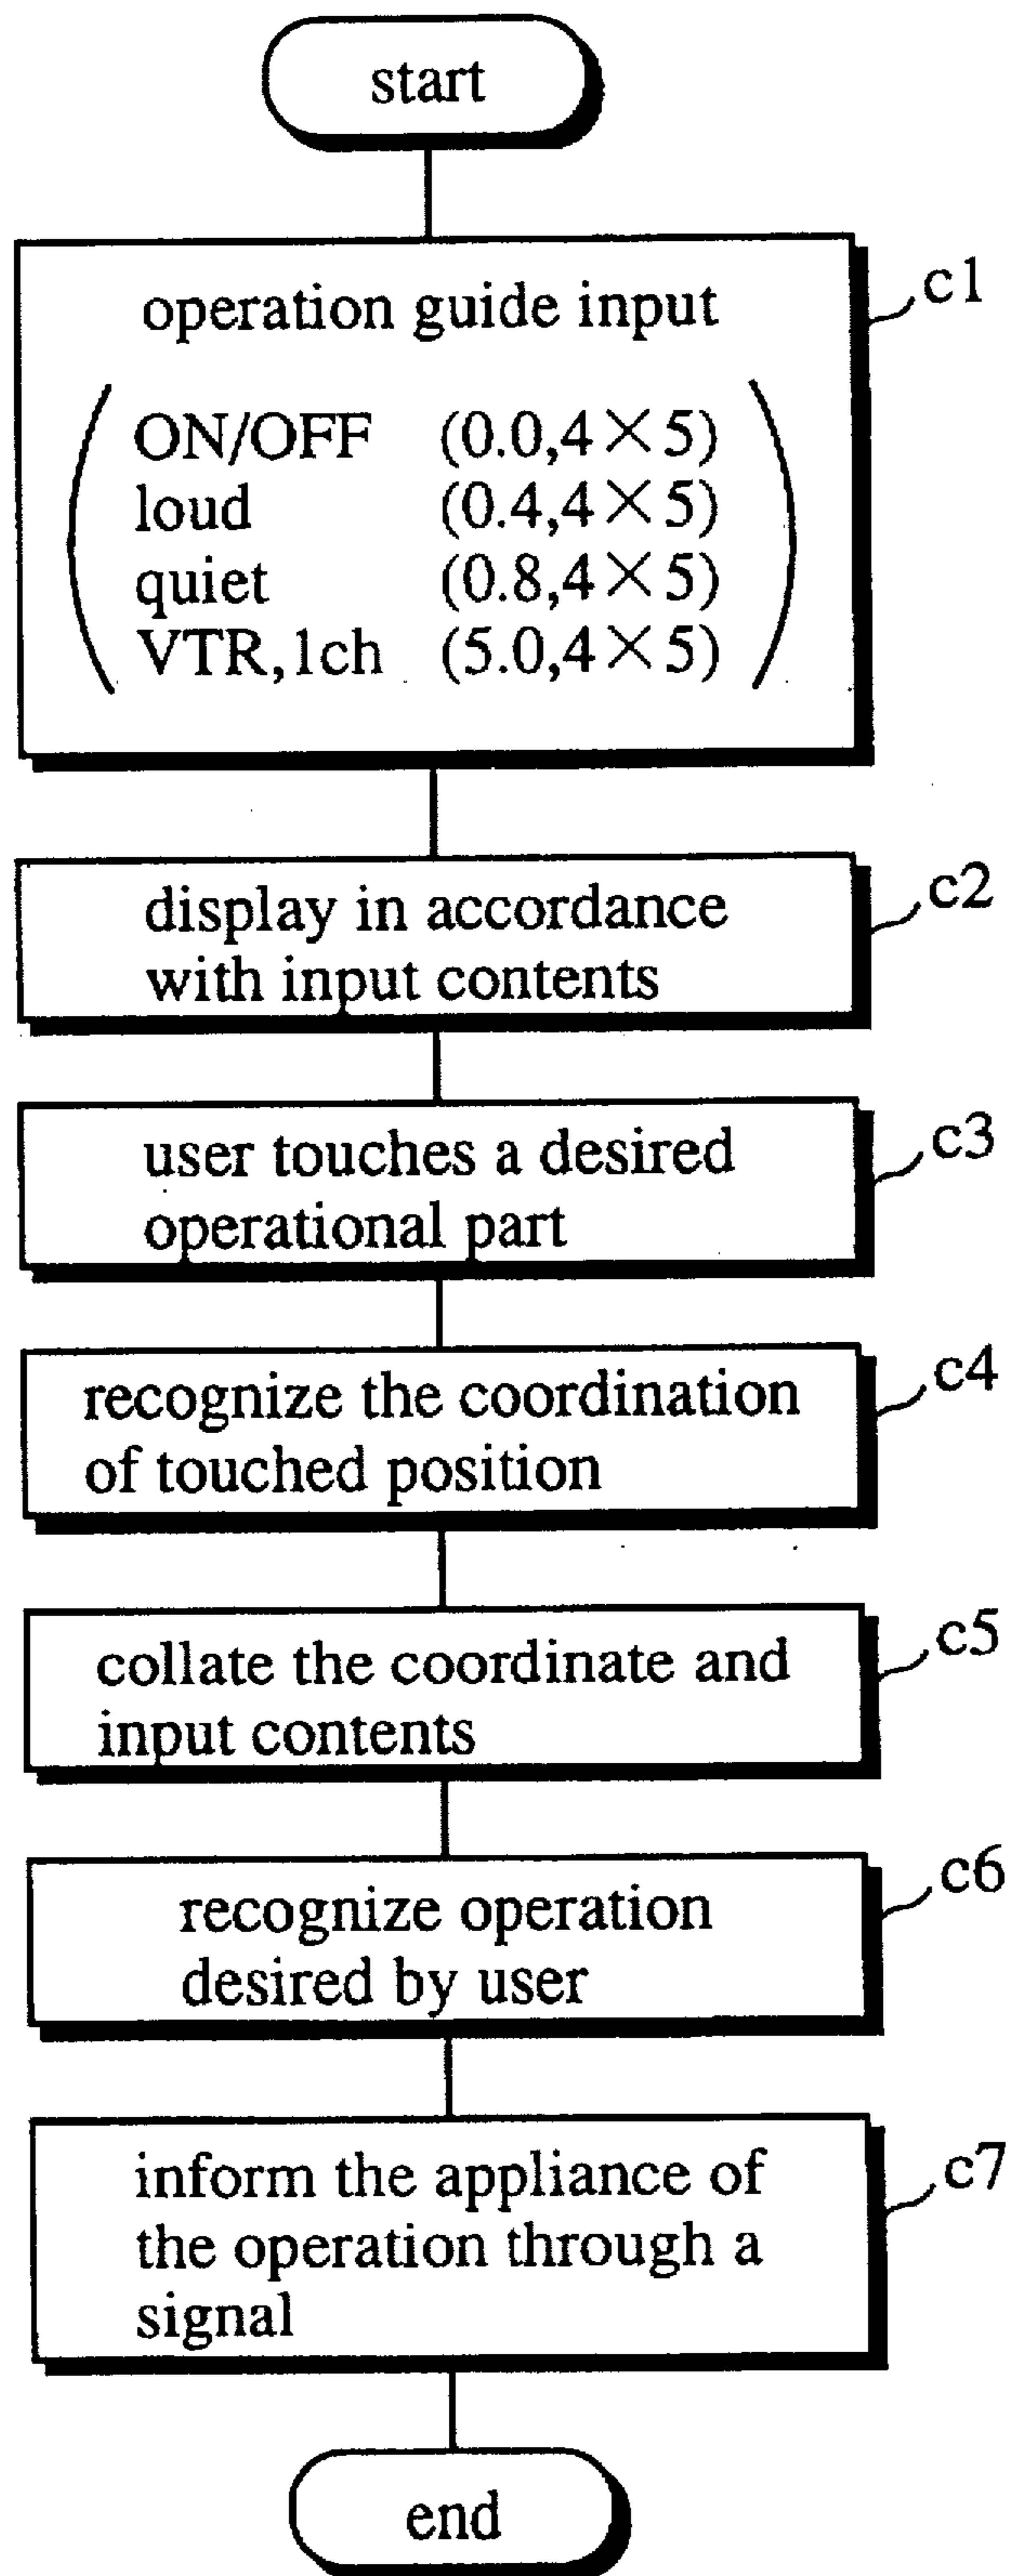 start
operation guide input
c1
ON/OFF (0.0,4×5)
loud (0.4,4×5)
quiet (0.8,4×5)
VTR,1ch (5.0,4×5)
display in accordance
with input contents
c2
user touches a desired
operational part
c3
recognize the coordination
of touched position
c4
collate the coordinate and
input contents
c5
recognize operation
desired by user
c6
inform the appliance of
the operation through a
signal
c7
end